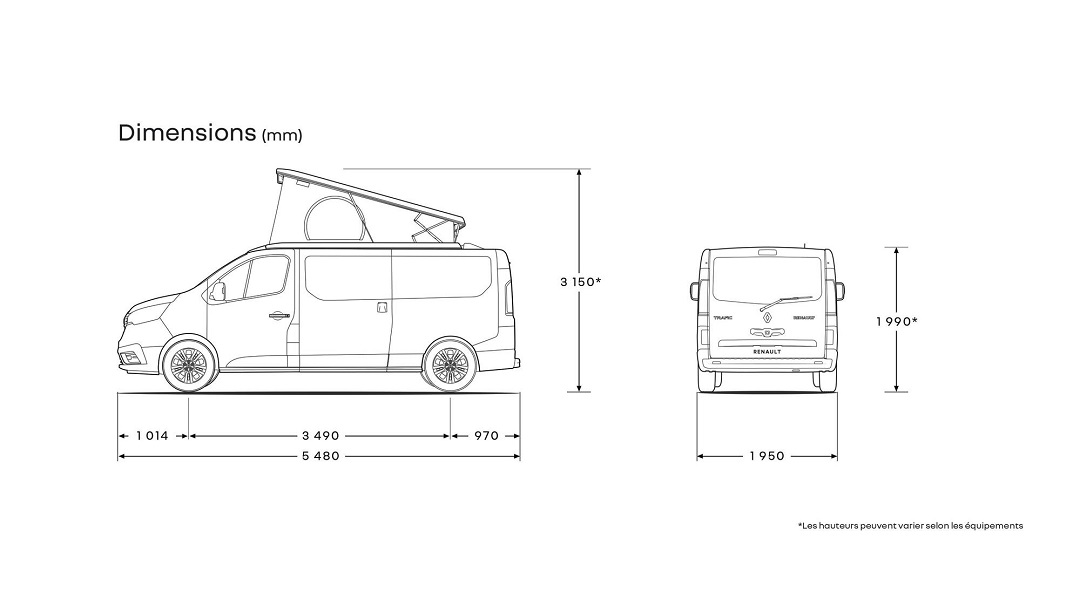 Dimensions (mm)
3 150*
1 990*
TRAFIC
RENAULT
RENAULT
1 014
3 490
970
5 480
1 950
*Les hauteurs peuvent varier selon les équipements